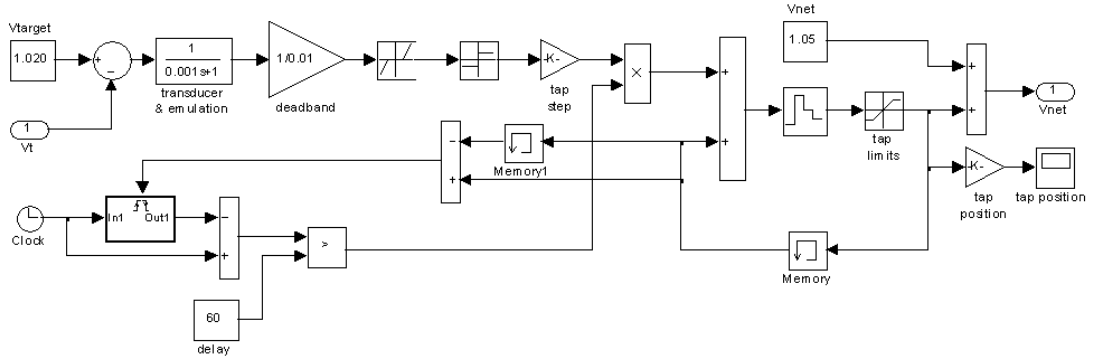 Vtarget
1.020
+
−
1
0.001s+1
transducer
& emulation
1/0.01
deadband
-K-
tap
step
×
+
+
Vnet
1.05
tap
limits
+
+
1
Vnet
-K-
tap
position
tap position
1
Vt
−
+
Memory1
Memory
Clock
In1
Out1
−
+
>
60
delay